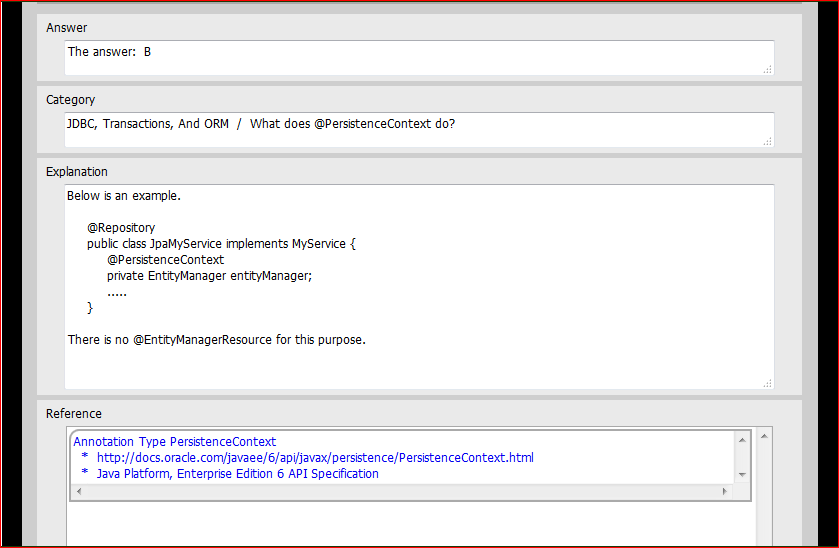 Answer
The answer:  B
Category
JDBC, Transactions, And ORM  /  What does @PersistenceContext do?
Explanation
Below is an example.
@Repository
public class JpaMyService implements MyService {
@PersistenceContext
private EntityManager entityManager;
.....
}
There is no @EntityManagerResource for this purpose.
Reference
Annotation Type PersistenceContext
* http://docs.oracle.com/javaee/6/api/javax/persistence/PersistenceContext.html
* Java Platform, Enterprise Edition 6 API Specification